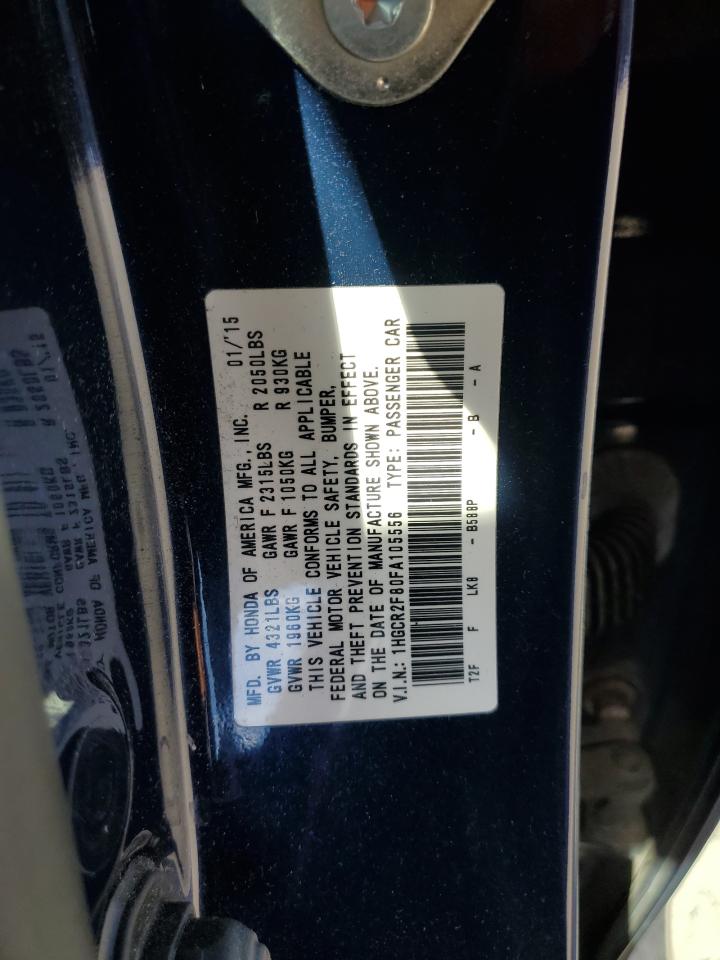 MFD. BY HONDA OF AMERICA MFG., INC. 01/'15
GVWR 4321LBS GAWR F 2315LBS R 2050LBS
GVWR 1960KG GAWR F 1050KG R 930KG
THIS VEHICLE CONFORMS TO ALL APPLICABLE
FEDERAL MOTOR VEHICLE SAFETY, BUMPER,
AND THEFT PREVENTION STANDARDS IN EFFECT
ON THE DATE OF MANUFACTURE SHOWN ABOVE.
V.I.N.: 1HGCR2F80FA105556 TYPE: PASSENGER CAR
T2F F LK8 - B588P - B - A